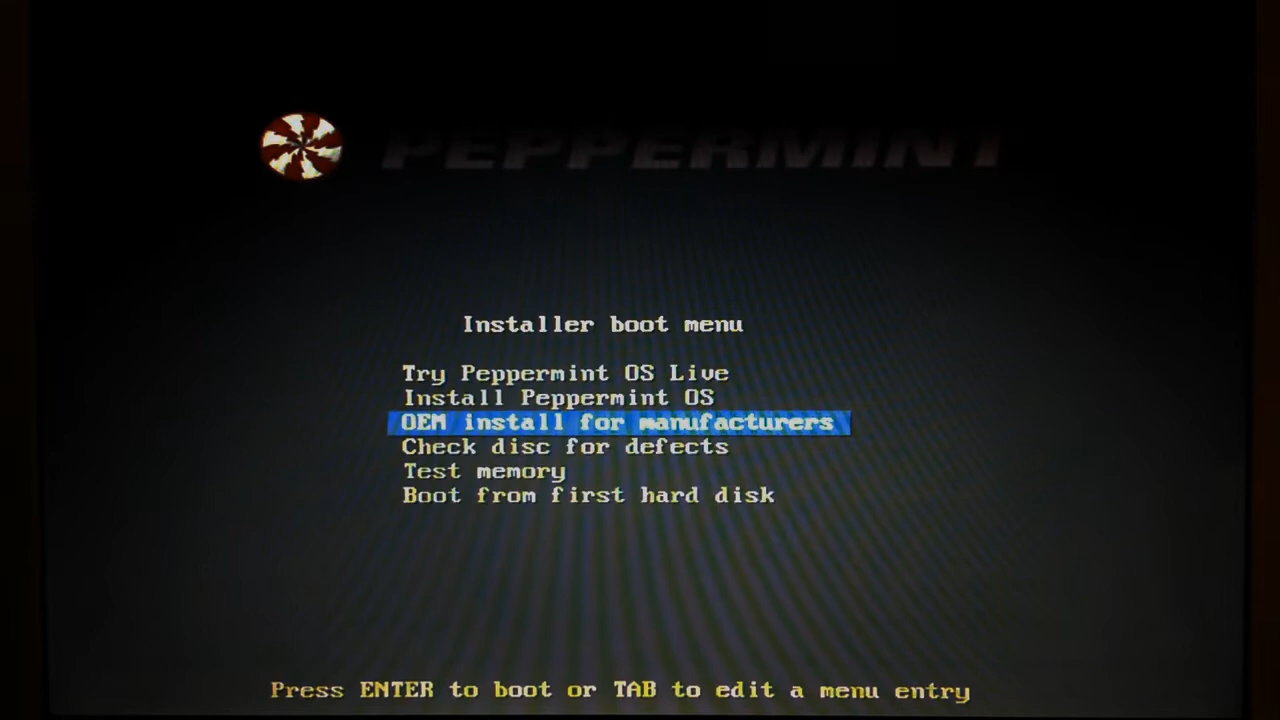 PEPPERMINT
Installer boot menu
Try Peppermint OS Live
Install Peppermint OS
OEM install for manufacturers
Check disc for defects
Test memory
Boot from first hard disk
Press ENTER to boot or TAB to edit a menu entry